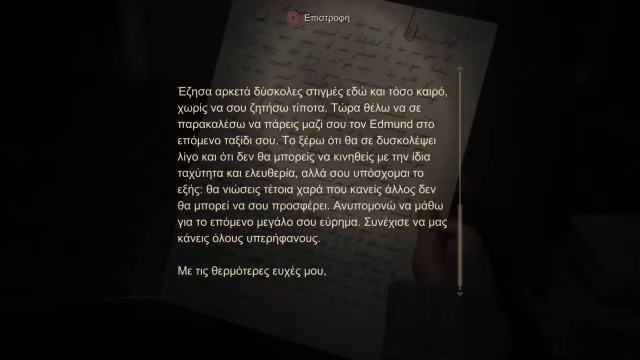 Επιστροφή
Έζησα αρκετά δύσκολες στιγμές εδώ και τόσο καιρό,
χωρίς να σου ζητήσω τίποτα. Τώρα θέλω να σε
παρακαλέσω να πάρεις μαζί σου τον Edmund στο
επόμενο ταξίδι σου. Το ξέρω ότι θα σε δυσκολέψει
λίγο και ότι δεν θα μπορείς να κινηθείς με την ίδια
ταχύτητα και ελευθερία, αλλά σου υπόσχομαι το
εξής: θα νιώσεις τέτοια χαρά που κανείς άλλος δεν
θα μπορεί να σου προσφέρει. Ανυπομονώ να μάθω
για το επόμενο μεγάλο σου εύρημα. Συνέχισε να μας
κάνεις όλους υπερήφανους.
Με τις θερμότερες ευχές μου,